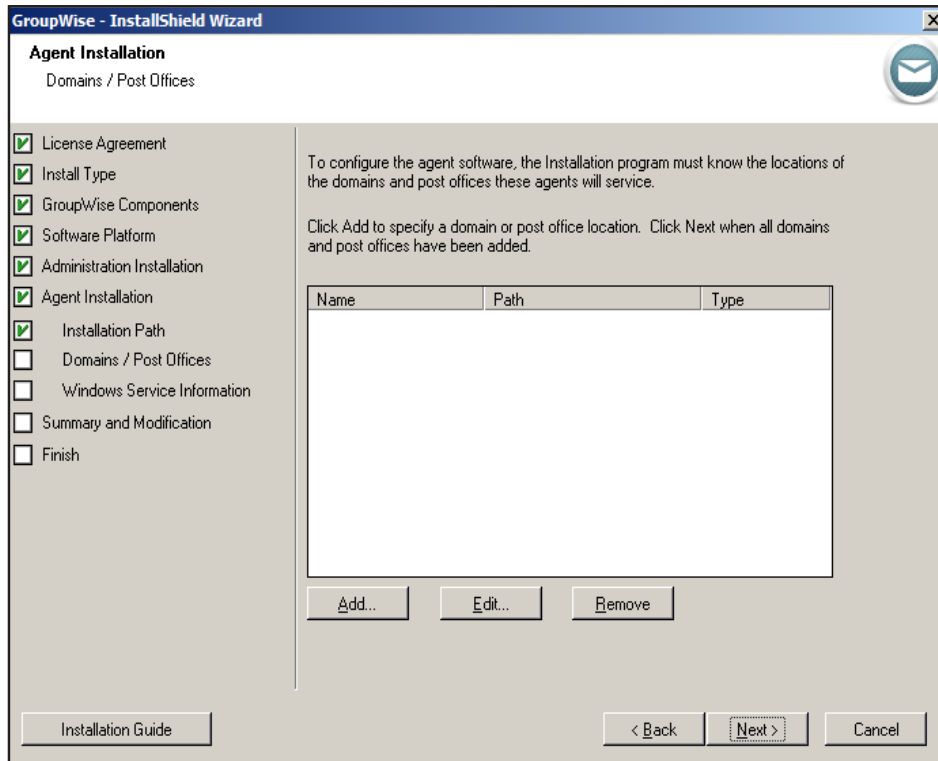 GroupWise - InstallShield Wizard
Agent Installation
Domains / Post Offices
License Agreement
Install Type
GroupWise Components
Software Platform
Administration Installation
Agent Installation
Installation Path
Domains / Post Offices
Windows Service Information
Summary and Modification
Finish
To configure the agent software, the Installation program must know the locations of
the domains and post offices these agents will service.
Click Add to specify a domain or post office location. Click Next when all domains
and post offices have been added.
Name Path Type
Add... Edit... Remove
Installation Guide < Back Next > Cancel